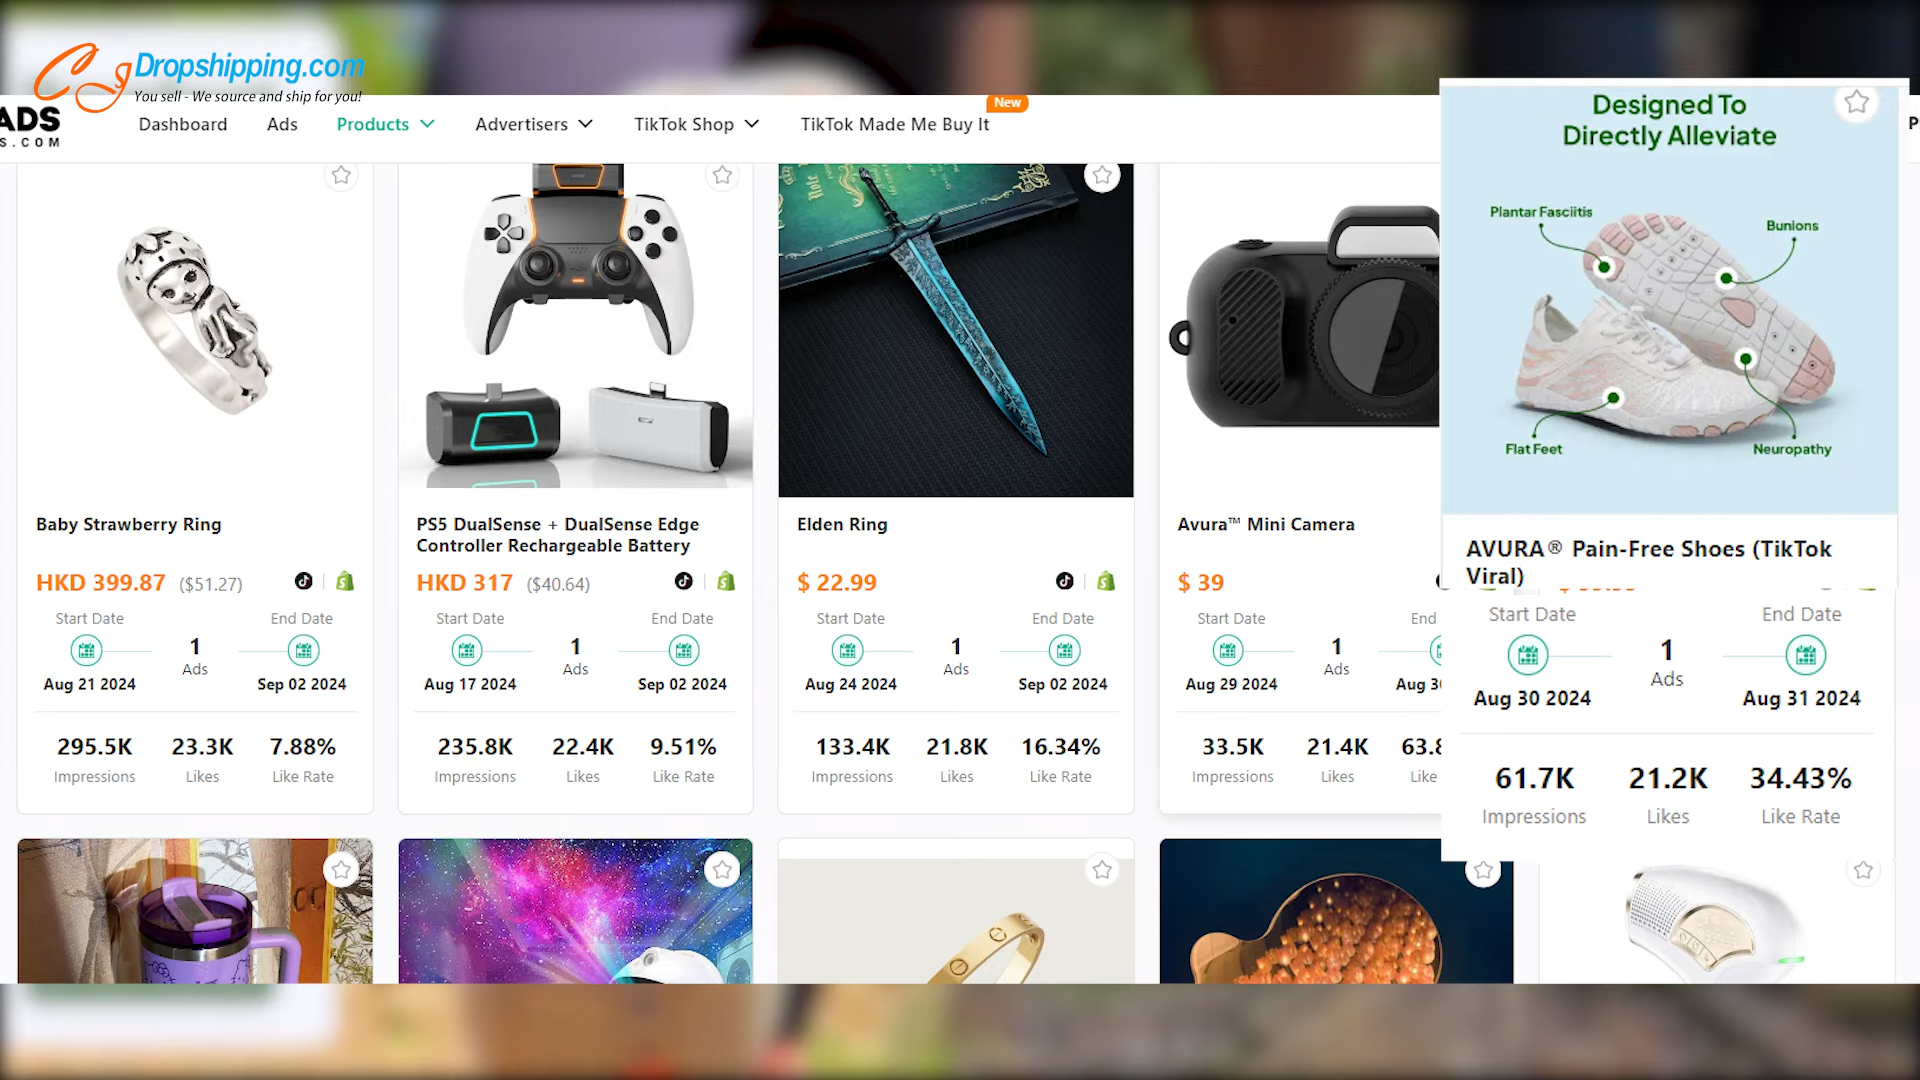 Dropshipping.com
You sell - We source and ship for you!
ADS
S.COM
Dashboard
Ads
Products
Advertisers
TikTok Shop
TikTok Made Me Buy It
New
P
Baby Strawberry Ring
HKD 399.87 ($51.27)
Start Date
End Date
1
Ads
Aug 21 2024
Sep 02 2024
295.5K
23.3K
7.88%
Impressions
Likes
Like Rate
PS5 DualSense + DualSense Edge
Controller Rechargeable Battery
HKD 317 ($40.64)
Start Date
End Date
1
Ads
Aug 17 2024
Sep 02 2024
235.8K
22.4K
9.51%
Impressions
Likes
Like Rate
Note
Elden Ring
$ 22.99
Start Date
End Date
1
Ads
Aug 24 2024
Sep 02 2024
133.4K
21.8K
16.34%
Impressions
Likes
Like Rate
Avura™ Mini Camera
$ 39
Start Date
End
1
Ads
Aug 29 2024
Aug 30
33.5K
21.4K
63.8
Impressions
Likes
Like
Designed To
Directly Alleviate
Plantar Fasciitis
Bunions
Flat Feet
Neuropathy
AVURA® Pain-Free Shoes (TikTok
Viral)
Start Date
End Date
1
Ads
Aug 30 2024
Aug 31 2024
61.7K
21.2K
34.43%
Impressions
Likes
Like Rate